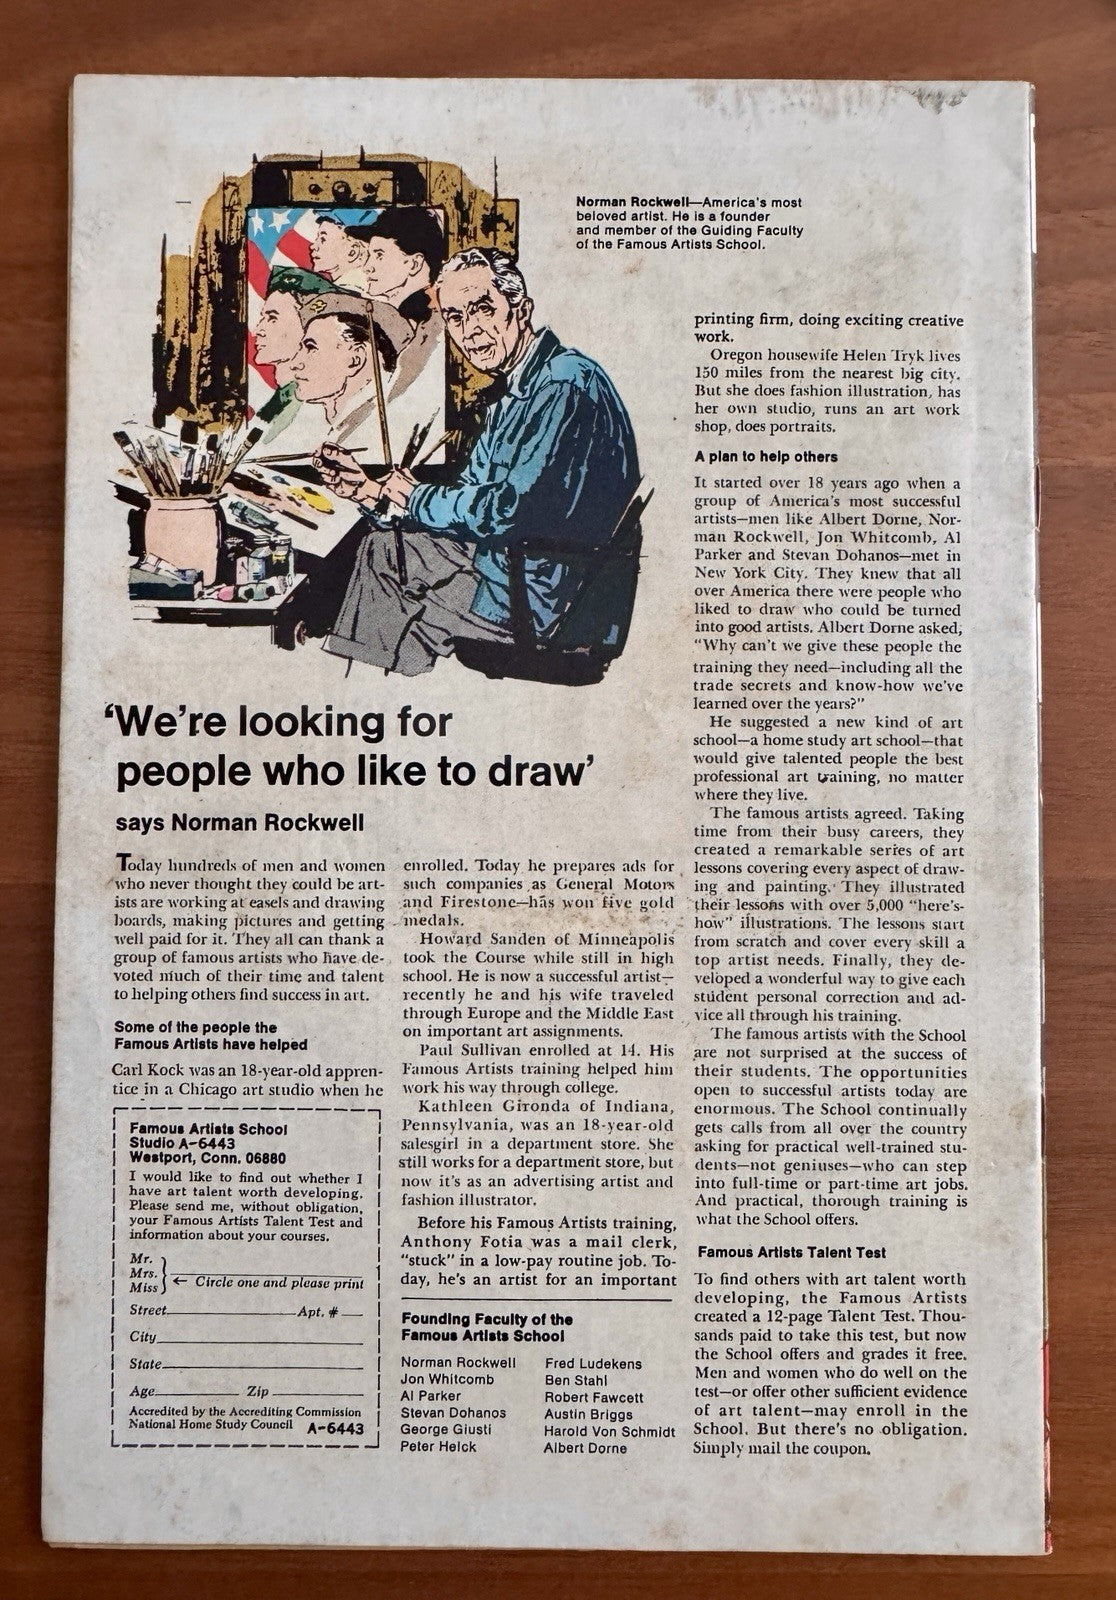 Norman Rockwell—America's most
beloved artist. He is a founder
and member of the Guiding Faculty
of the Famous Artists School.
'We're looking for
people who like to draw'
says Norman Rockwell
Today hundreds of men and women
who never thought they could be art-
ists are working at easels and drawing
boards, making pictures and getting
well paid for it. They all can thank a
group of famous artists who have de-
voted much of their time and talent
to helping others find success in art.
Some of the people the
Famous Artists have helped
Carl Kock was an 18-year-old appren-
tice in a Chicago art studio when he
enrolled. Today he prepares ads for
such companies as General Motors
and Firestone—has won five gold
medals.
Howard Sanden of Minneapolis
took the Course while still in high
school. He is now a successful artist—
recently he and his wife traveled
through Europe and the Middle East
on important art assignments.
Paul Sullivan enrolled at 14. His
Famous Artists training helped him
work his way through college.
Kathleen Gironda of Indiana,
Pennsylvania, was an 18-year-old
salesgirl in a department store. She
still works for a department store, but
now it's as an advertising artist and
fashion illustrator.
Before his Famous Artists training,
Anthony Fotia was a mail clerk,
"stuck" in a low-pay routine job. To-
day, he's an artist for an important
printing firm, doing exciting creative
work.
Oregon housewife Helen Tryk lives
150 miles from the nearest big city.
But she does fashion illustration, has
her own studio, runs an art work
shop, does portraits.
A plan to help others
It started over 18 years ago when a
group of America's most successful
artists—men like Albert Dorne, Nor-
man Rockwell, Jon Whitcomb, Al
Parker and Stevan Dohanos—met in
New York City. They knew that all
over America there were people who
liked to draw who could be turned
into good artists. Albert Dorne asked,
"Why can't we give these people the
training they need—including all the
trade secrets and know-how we've
learned over the years?"
He suggested a new kind of art
school—a home study art school—that
would give talented people the best
professional art training, no matter
where they live.
The famous artists agreed. Taking
time from their busy careers, they
created a remarkable series of art
lessons covering every aspect of draw-
ing and painting. They illustrated
their lessons with over 5,000 "here's-
how" illustrations. The lessons start
from scratch and cover every skill a
top artist needs. Finally, they de-
veloped a wonderful way to give each
student personal correction and ad-
vice all through his training.
The famous artists with the School
are not surprised at the success of
their students. The opportunities
open to successful artists today are
enormous. The School continually
gets calls from all over the country
asking for practical well-trained stu-
dents—not geniuses—who can step
into full-time or part-time art jobs.
And practical, thorough training is
what the School offers.
Famous Artists Talent Test
To find others with art talent worth
developing, the Famous Artists
created a 12-page Talent Test. Thou-
sands paid to take this test, but now
the School offers and grades it free.
Men and women who do well on the
test—or offer other sufficient evidence
of art talent—may enroll in the
School. But there's no obligation.
Simply mail the coupon.
Famous Artists School
Studio A-6443
Westport, Conn. 06880
I would like to find out whether I
have art talent worth developing.
Please send me, without obligation,
your Famous Artists Talent Test and
information about your courses.
Mr.
Mrs.
Miss ← Circle one and please print
Street Apt. #
City
State
Age Zip
Accredited by the Accrediting Commission
National Home Study Council A-6443
Founding Faculty of the
Famous Artists School
Norman Rockwell
Jon Whitcomb
Al Parker
Stevan Dohanos
George Giusti
Peter Helck
Fred Ludekens
Ben Stahl
Robert Fawcett
Austin Briggs
Harold Von Schmidt
Albert Dorne